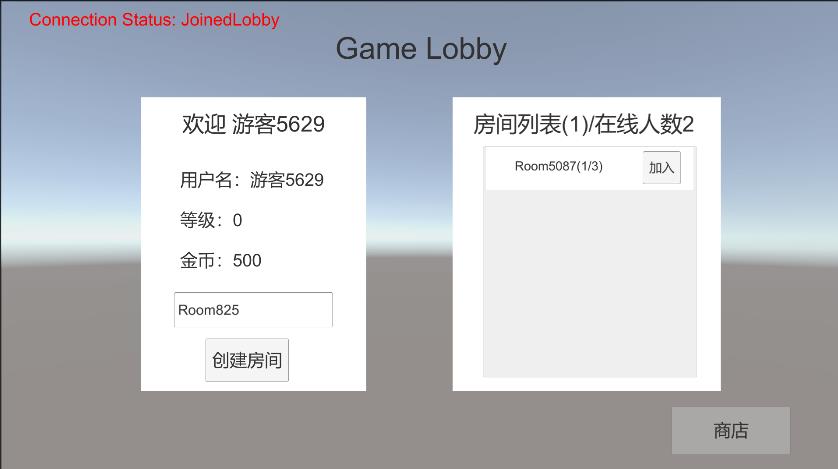 Connection Status: JoinedLobby
Game Lobby
欢迎 游客5629
用户名：游客5629
等级：0
金币：500
Room825
创建房间
房间列表(1)/在线人数2
Room5087(1/3)
加入
商店